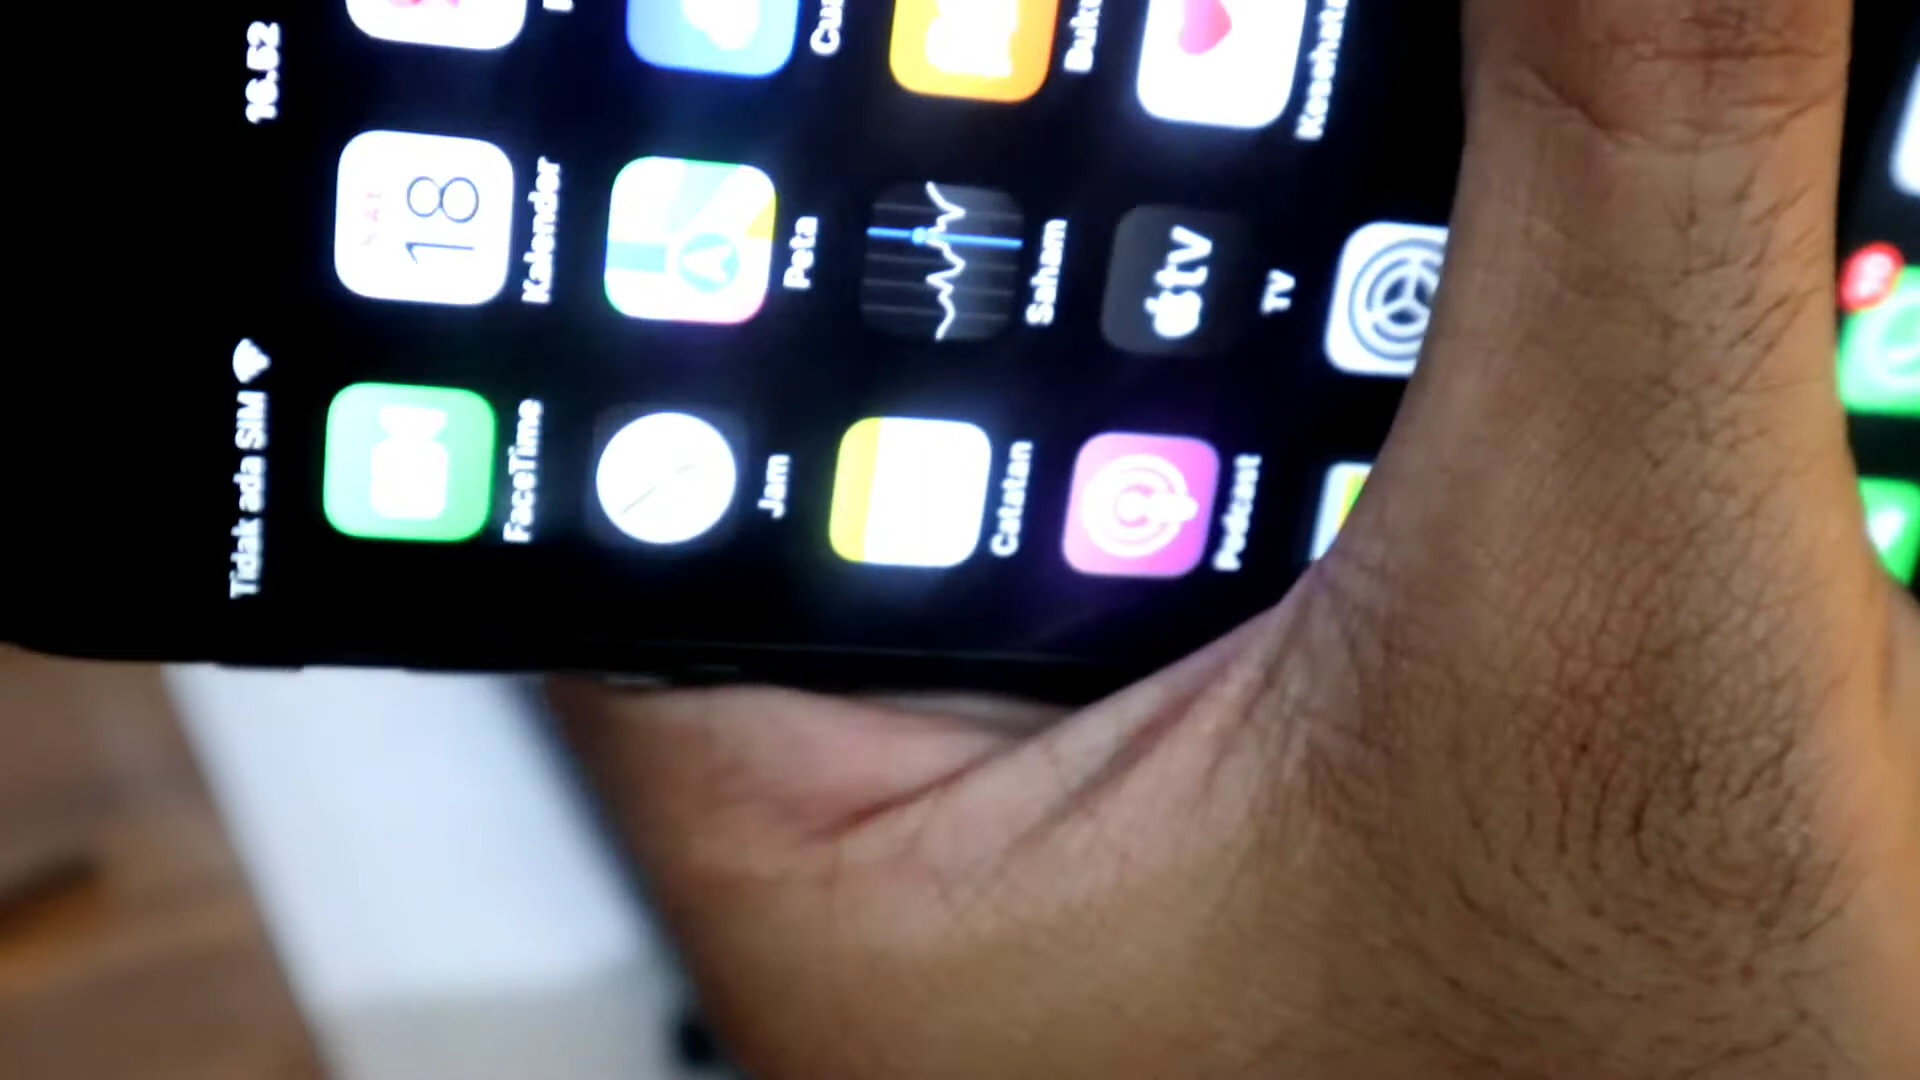 Tidak ada SIM
16.52
FaceTime
18
Kalender
Jam
Peta
Catatan
Saham
Podcast
tv
TV